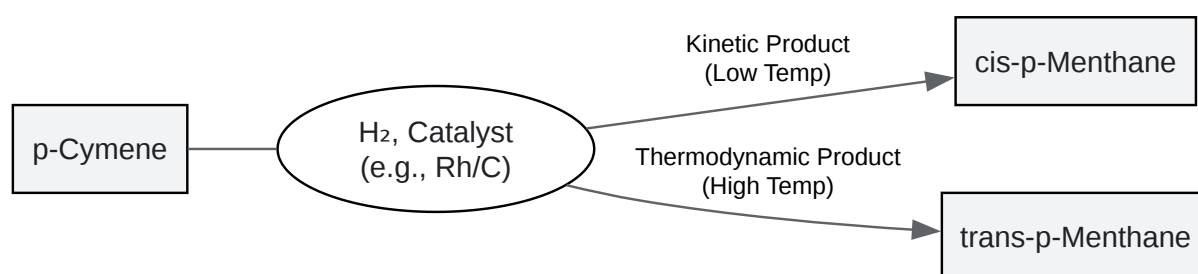 p-Cymene
H₂, Catalyst
(e.g., Rh/C)
Kinetic Product
(Low Temp)
Thermodynamic Product
(High Temp)
cis-p-Menthane
trans-p-Menthane